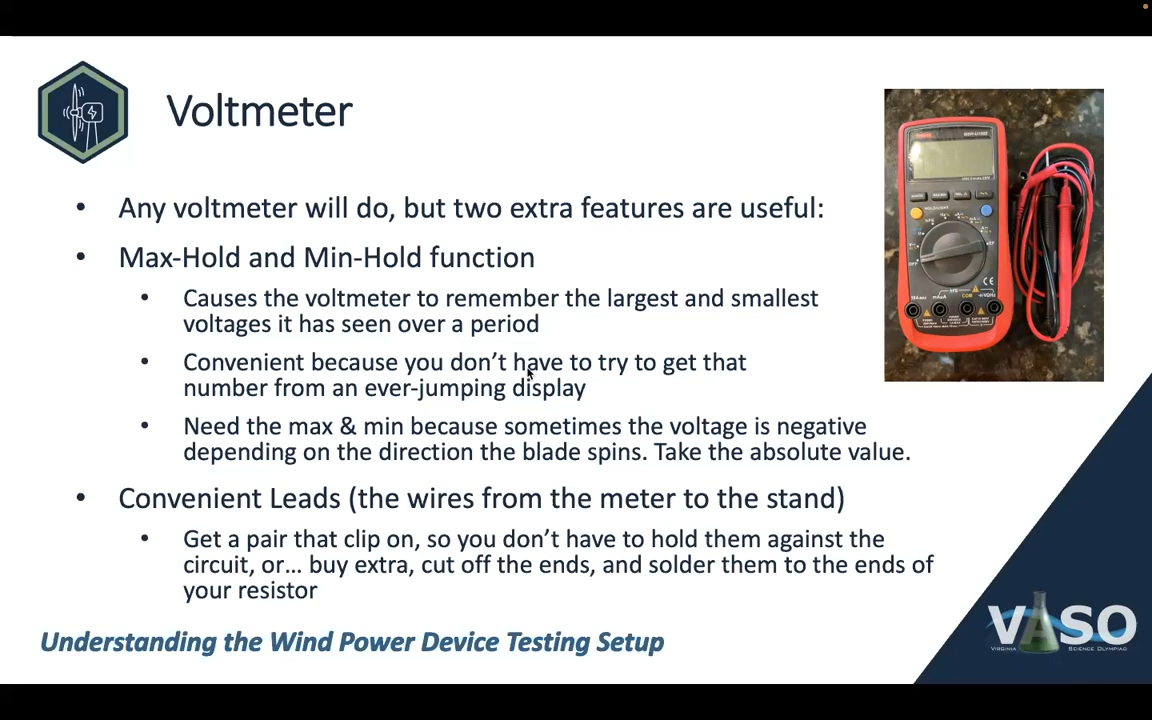 Voltmeter
• Any voltmeter will do, but two extra features are useful:
• Max-Hold and Min-Hold function
• Causes the voltmeter to remember the largest and smallest
voltages it has seen over a period
• Convenient because you don’t have to try to get that
number from an ever-jumping display
• Need the max & min because sometimes the voltage is negative
depending on the direction the blade spins. Take the absolute value.
• Convenient Leads (the wires from the meter to the stand)
• Get a pair that clip on, so you don’t have to hold them against the
circuit, or… buy extra, cut off the ends, and solder them to the ends of
your resistor
Understanding the Wind Power Device Testing Setup
VASO
VIRGINIA SCIENCE OLYMPIAD
OFF
COM
CE